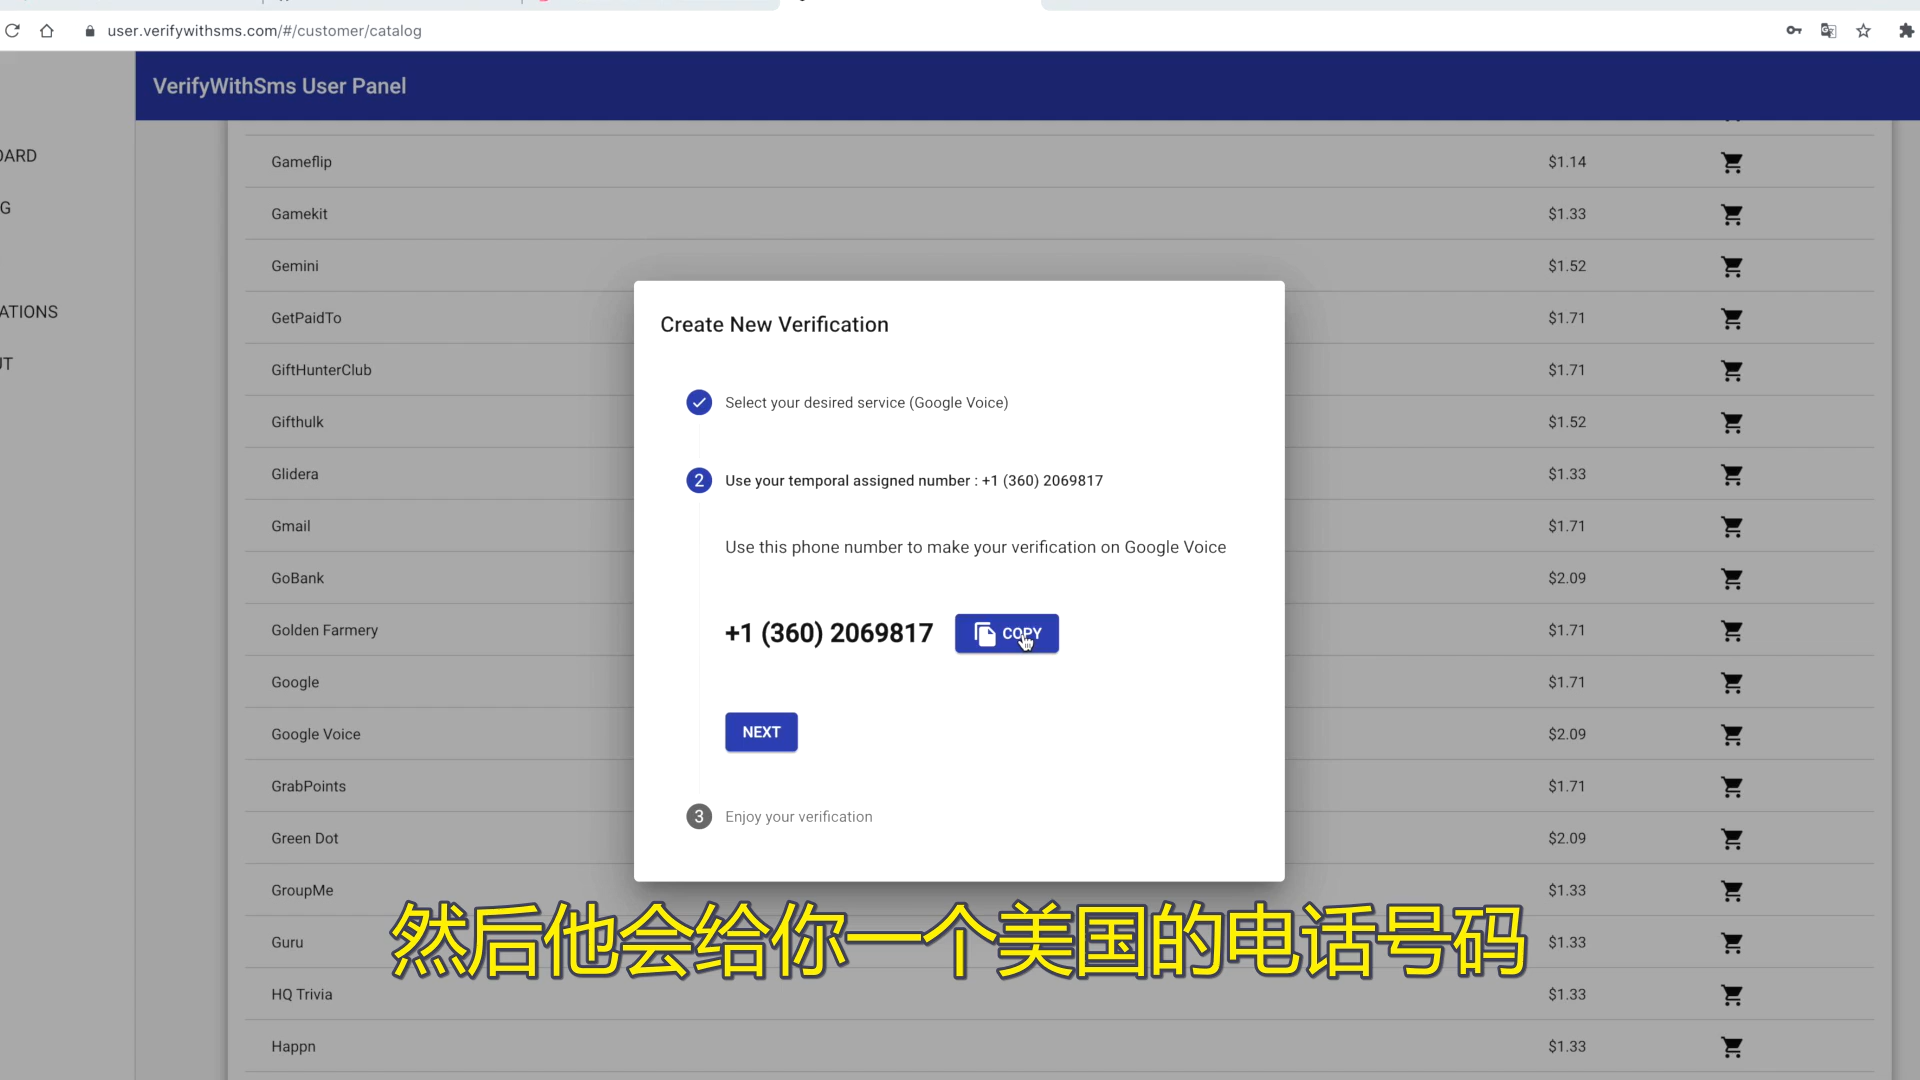 user.verifywithsms.com/#/customer/catalog
VerifyWithSms User Panel
OARD
G
ATIONS
UT
Gameflip $1.14
Gamekit $1.33
Gemini $1.52
GetPaidTo $1.71
GiftHunterClub $1.71
Gifthulk $1.52
Glidera $1.33
Gmail $1.71
GoBank $2.09
Golden Farmery $1.71
Google $1.71
Google Voice $2.09
GrabPoints $1.71
Green Dot $2.09
GroupMe $1.33
Guru $1.33
HQ Trivia $1.33
Happn $1.33
Create New Verification
Select your desired service (Google Voice)
2 Use your temporal assigned number : +1 (360) 2069817
Use this phone number to make your verification on Google Voice
+1 (360) 2069817 COPY
NEXT
3 Enjoy your verification
然后他会给你一个美国的电话号码